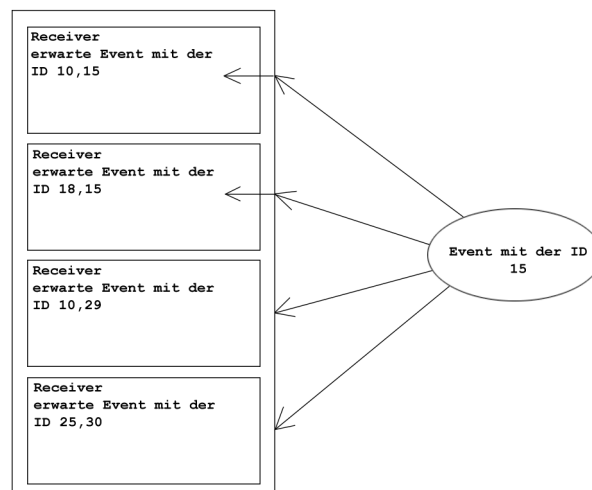 Receiver
erwarte Event mit der
ID 10,15
Receiver
erwarte Event mit der
ID 18,15
Receiver
erwarte Event mit der
ID 10,29
Receiver
erwarte Event mit der
ID 25,30
Event mit der ID
15